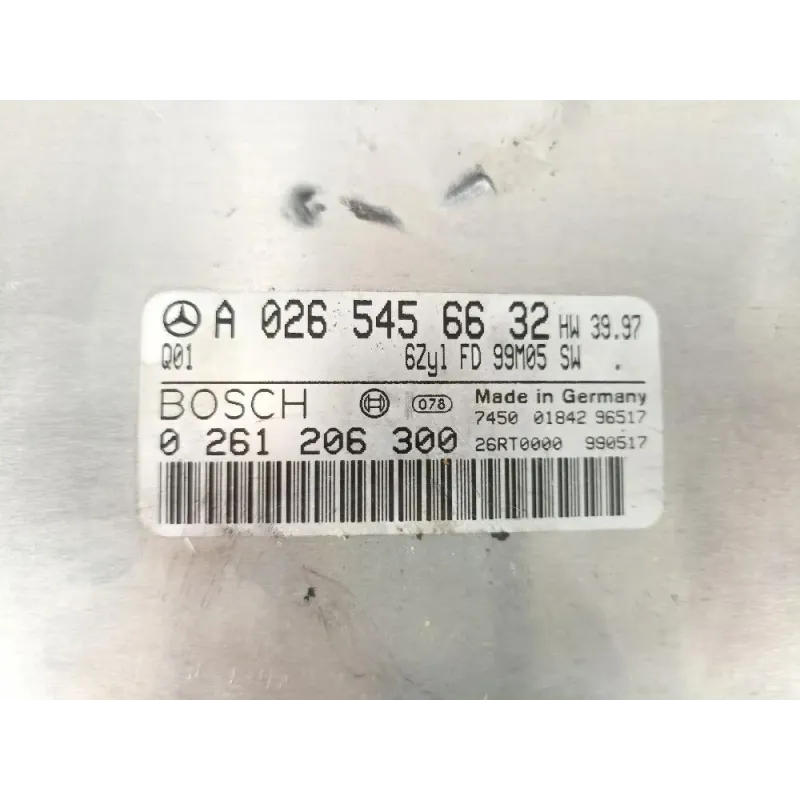 A 026 545 66 32 HW 39.97
Q01 6Zyl FD 99M05 SW .
BOSCH 078 Made in Germany
7450 01842 96517
0 261 206 300 26RT0000 990517